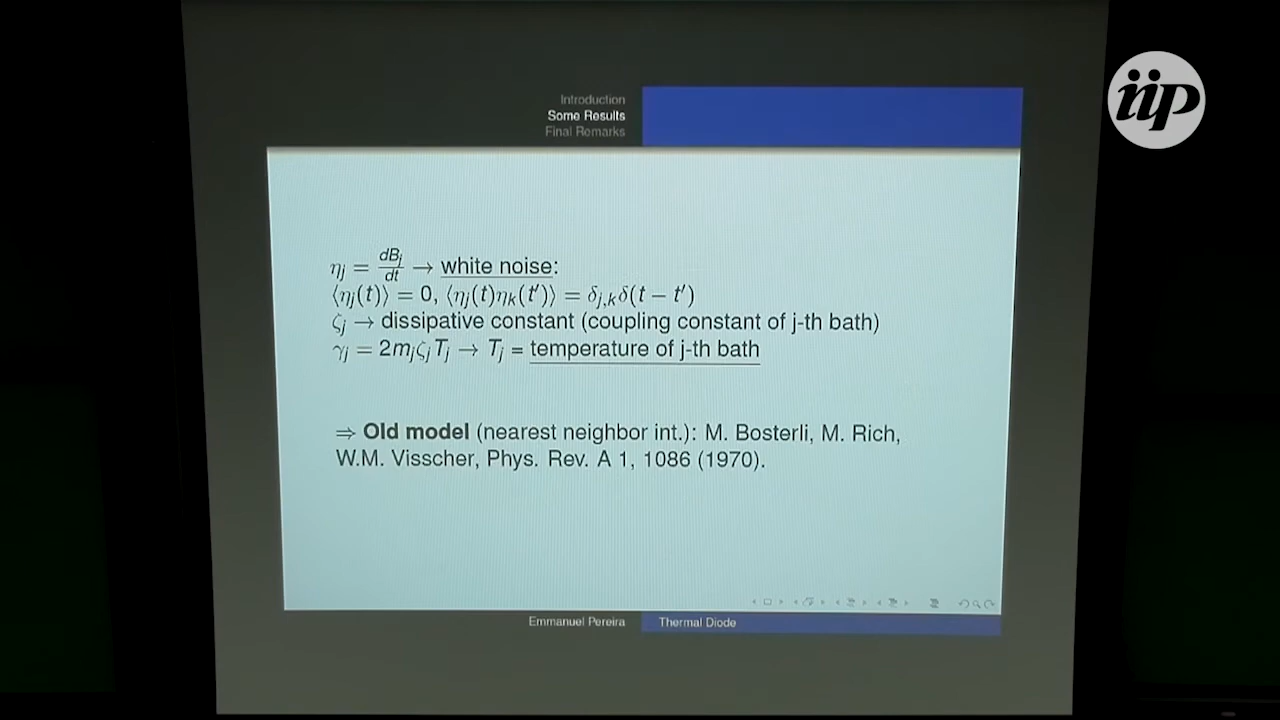 iip
Introduction
Some Results
Final Remarks
ηj = dBj/dt → white noise:
⟨ηj(t)⟩ = 0, ⟨ηj(t)ηk(t′)⟩ = δj,kδ(t − t′)
ζj → dissipative constant (coupling constant of j-th bath)
γj = 2mjζjTj → Tj = temperature of j-th bath
⇒ Old model (nearest neighbor int.): M. Bosterli, M. Rich,
W.M. Visscher, Phys. Rev. A 1, 1086 (1970).
Emmanuel Pereira
Thermal Diode